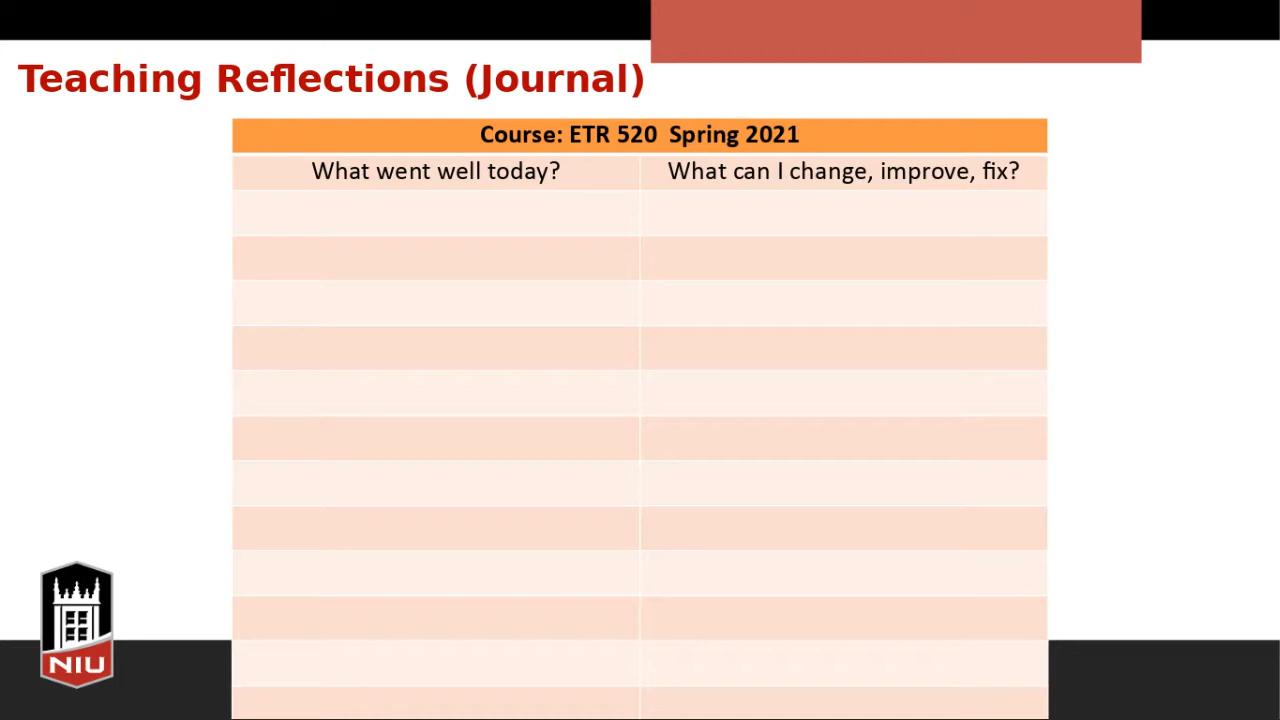 Teaching Reflections (Journal)
Course: ETR 520  Spring 2021
What went well today?
What can I change, improve, fix?
NIU